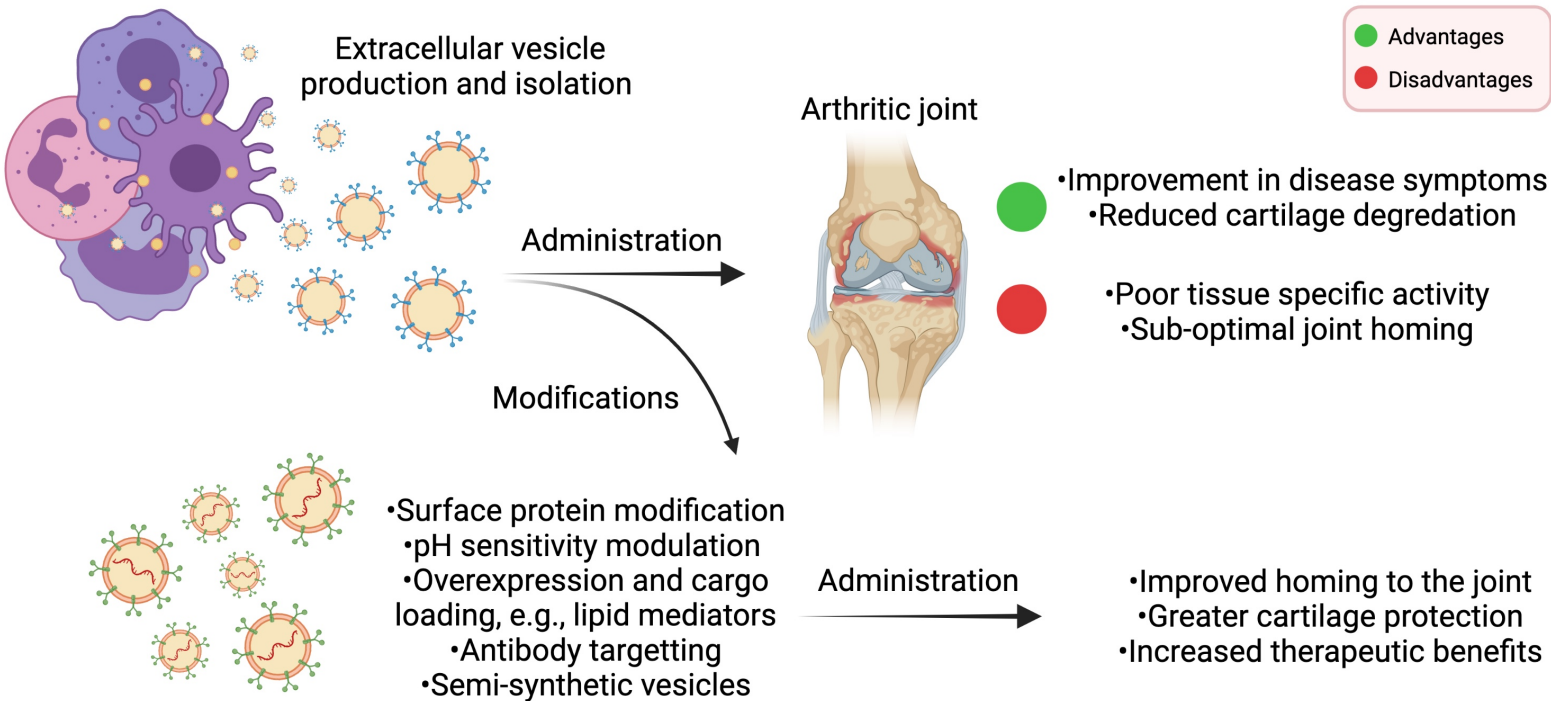 Extracellular vesicle
production and isolation
Advantages
Disadvantages
Arthritic joint
•Improvement in disease symptoms
•Reduced cartilage degredation
Administration
•Poor tissue specific activity
•Sub-optimal joint homing
Modifications
•Surface protein modification
•pH sensitivity modulation
•Overexpression and cargo
loading, e.g., lipid mediators
•Antibody targetting
•Semi-synthetic vesicles
Administration
•Improved homing to the joint
•Greater cartilage protection
•Increased therapeutic benefits